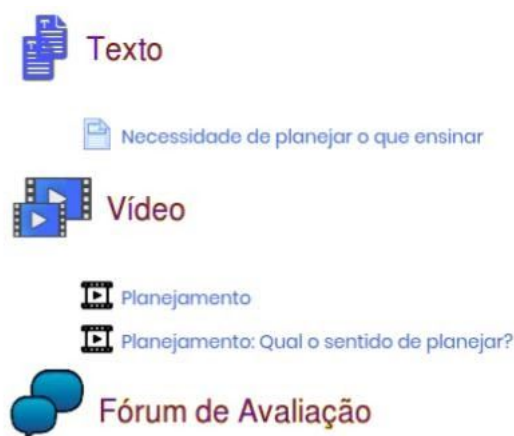 Texto
Necessidade de planejar o que ensinar
Vídeo
Planejamento
Planejamento: Qual o sentido de planejar?
Fórum de Avaliação